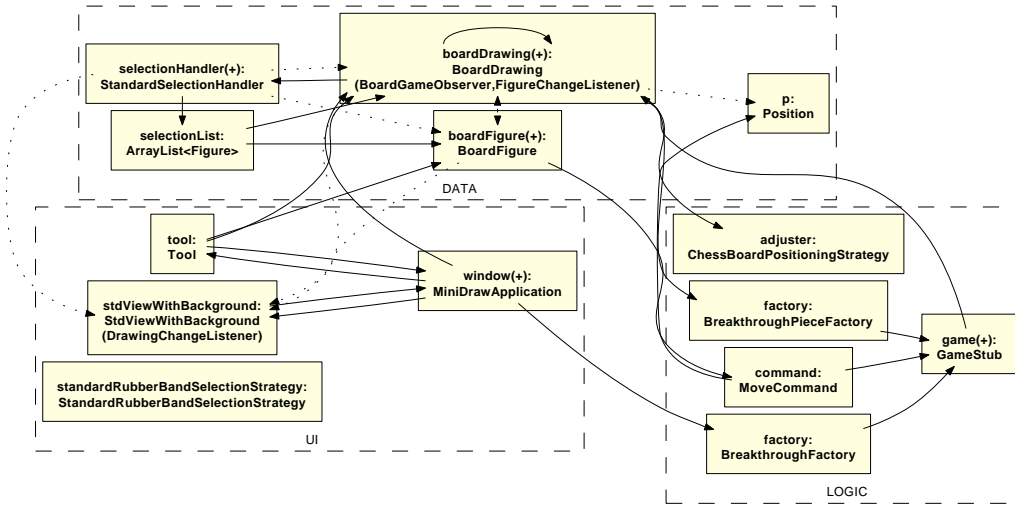 boardDrawing(+):
BoardDrawing
(BoardGameObserver,FigureChangeListener)
selectionHandler(+):
StandardSelectionHandler
p:
Position
selectionList:
ArrayList<Figure>
boardFigure(+):
BoardFigure
DATA
tool:
Tool
adjuster:
ChessBoardPositioningStrategy
window(+):
MiniDrawApplication
stdViewWithBackground:
StdViewWithBackground
(DrawingChangeListener)
factory:
BreakthroughPieceFactory
game(+):
GameStub
command:
MoveCommand
standardRubberBandSelectionStrategy:
StandardRubberBandSelectionStrategy
factory:
BreakthroughFactory
UI
LOGIC